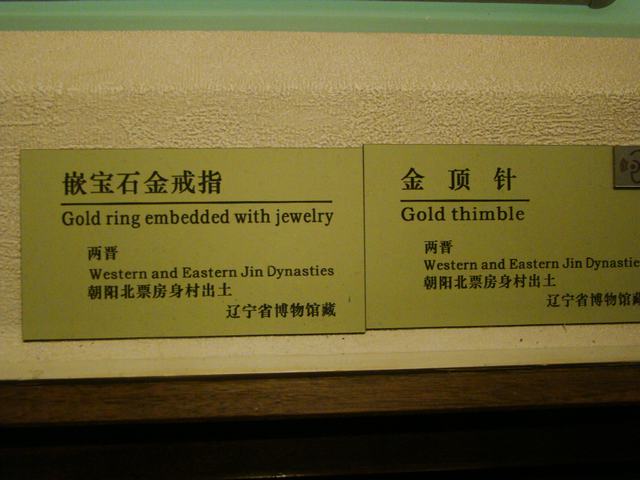 嵌宝石金戒指
Gold ring embedded with jewelry
两晋
Western and Eastern Jin Dynasties
朝阳北票房身村出土
辽宁省博物馆藏
金 顶 针
Gold thimble
两晋
Western and Eastern Jin Dynastie
朝阳北票房身村出土
辽宁省博物馆藏